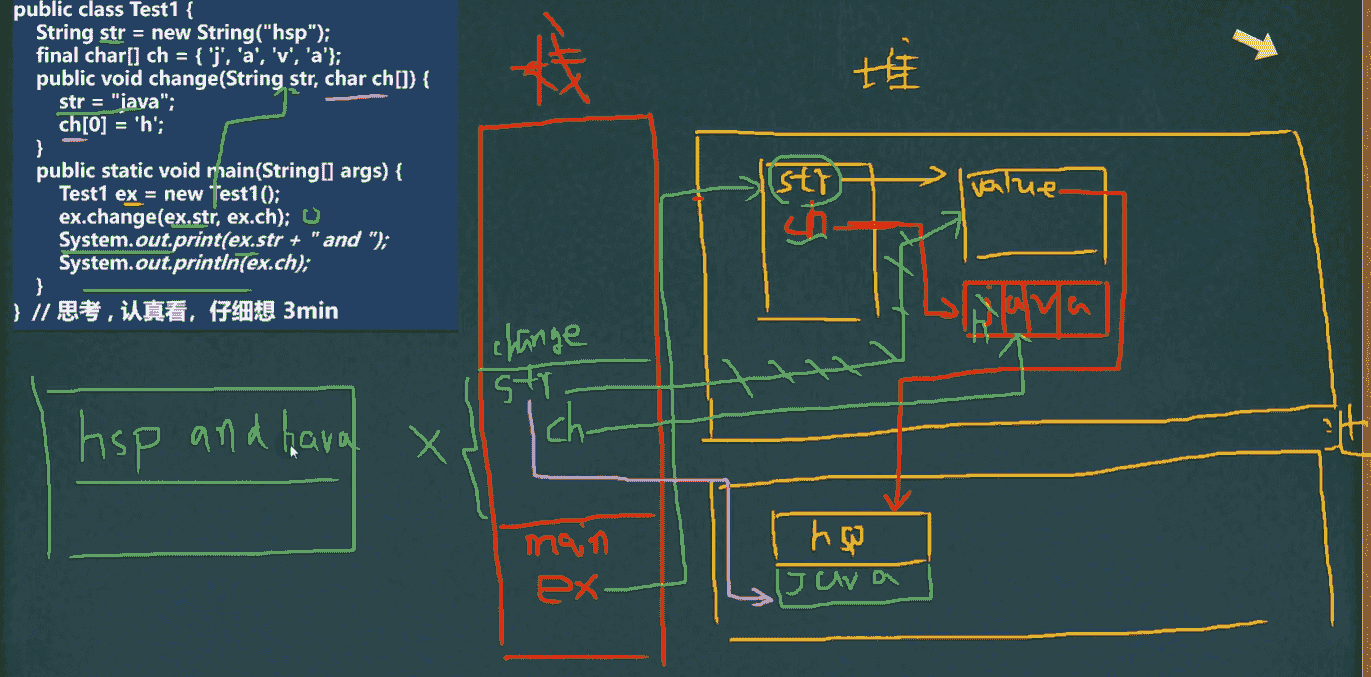 public class Test1 {
String str = new String("hsp");
final char[] ch = { 'j', 'a', 'v', 'a'};
public void change(String str, char ch[]) {
str = "java";
ch[0] = 'h';
}
public static void main(String[] args) {
Test1 ex = new Test1();
ex.change(ex.str, ex.ch);
System.out.print(ex.str + " and ");
System.out.println(ex.ch);
}
} // 思考，认真看，仔细想 3min
栈
堆
str
ch
value
j a v a
h
change
str
ch
main
ex
hsp
java
hsp and hava